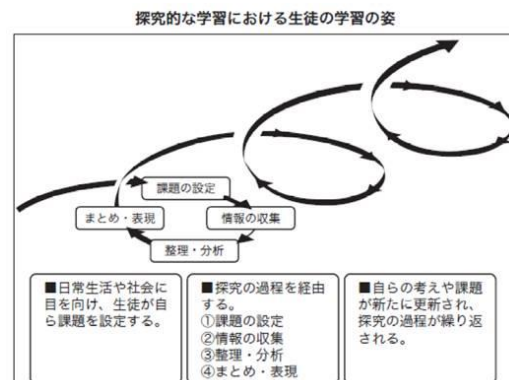 探究的な学習における生徒の学習の姿
課題の設定
まとめ・表現
情報の収集
整理・分析
■日常生活や社会に
目を向け、生徒が自
ら課題を設定する。
■探究の過程を経由
する。
①課題の設定
②情報の収集
③整理・分析
④まとめ・表現
■自らの考えや課題
が新たに更新され、
探究の過程が繰り返
される。